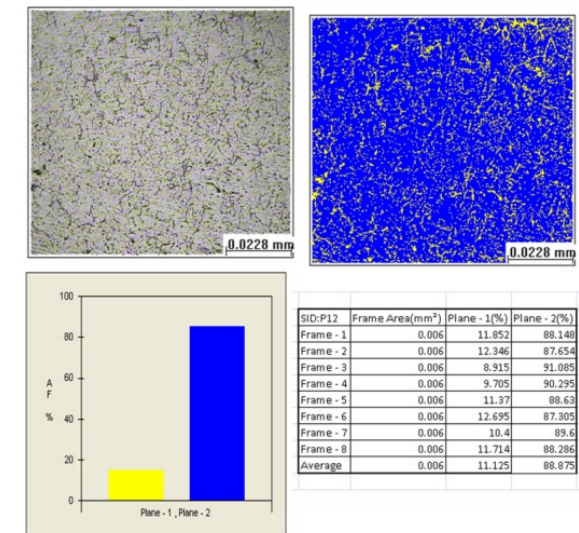 0.0228 mm
0.0228 mm
100
80
A
F
60
%
40
20
0
Plane - 1 , Plane - 2
SID:P12 Frame Area(mm²) Plane - 1(%) Plane - 2(%)
Frame - 1 0.006 11.852 88.148
Frame - 2 0.006 12.346 87.654
Frame - 3 0.006 8.915 91.085
Frame - 4 0.006 9.705 90.295
Frame - 5 0.006 11.37 88.63
Frame - 6 0.006 12.695 87.305
Frame - 7 0.006 10.4 89.6
Frame - 8 0.006 11.714 88.286
Average 0.006 11.125 88.875